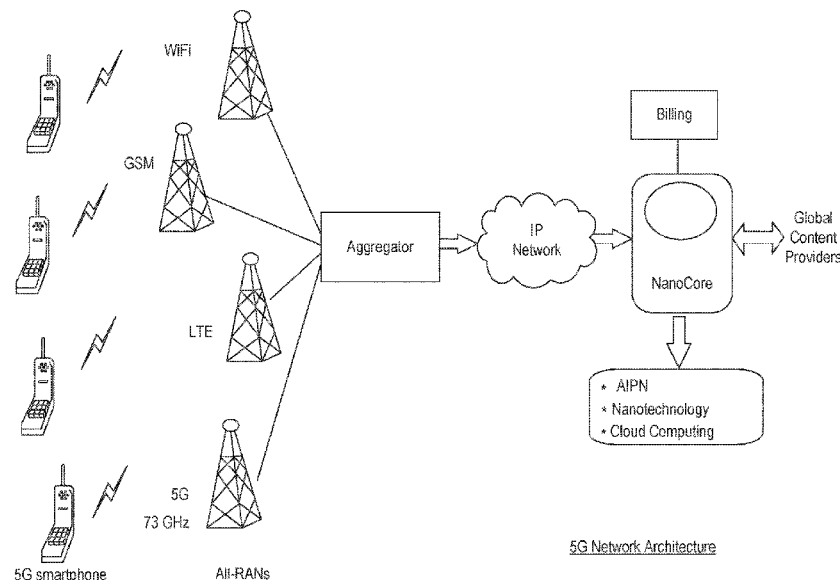 WiFi
GSM
LTE
5G
73 GHz
5G smartphone
All-RANs
Aggregator
IP
Network
Billing
NanoCore
Global
Content
Providers
* AIPN
* Nanotechnology
* Cloud Computing
5G Network Architecture